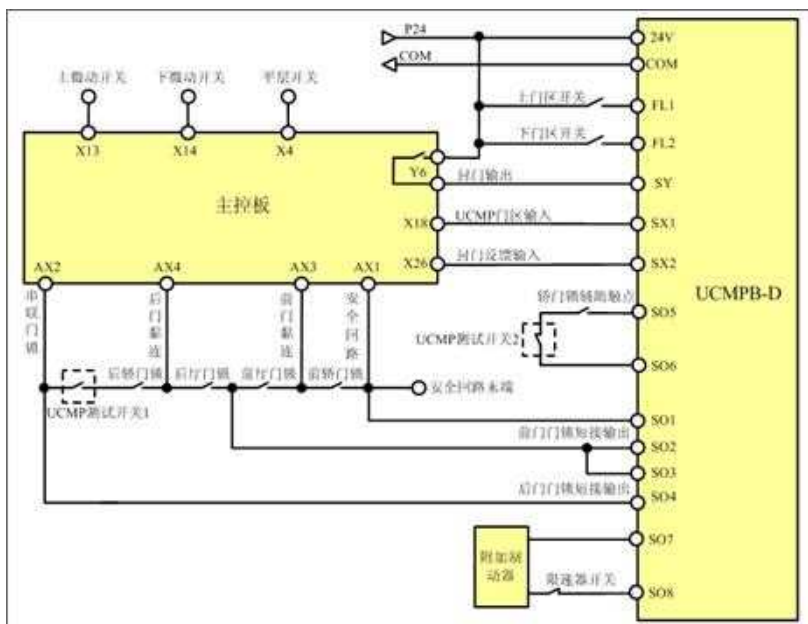 P24
24V
COM
COM
上微动开关
下微动开关
平层开关
上门区开关
FL1
X13
X14
X4
下门区开关
FL2
Y6
封门输出
SY
主控板
X18
UCMP门区输入
SX1
X26
封门反馈输入
SX2
AX2
AX4
AX3
AX1
UCMPB-D
串联门锁
后门黏连
前门黏连
安全回路
轿门锁辅助触点
SO5
UCMP测试开关2
SO6
后轿门锁
后厅门锁
前厅门锁
前轿门锁
安全回路末端
UCMP测试开关1
SO1
前门门锁短接输出
SO2
SO3
后门门锁短接输出
SO4
附加制动器
SO7
限速器开关
SO8